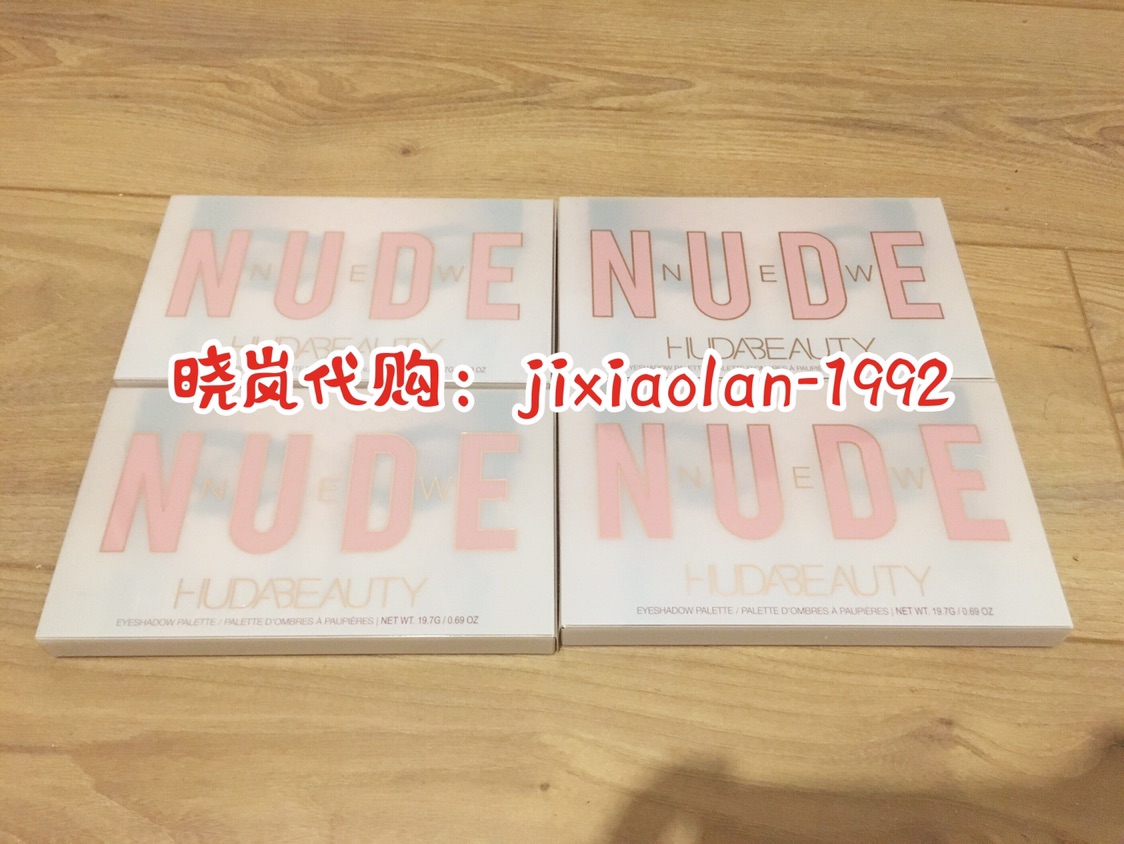 NUDE
NEW
HUDABEAUTY
NUDE
NEW
HUDABEAUTY
EYESHADOW PALETTE
晓岚代购：jixiaolan-1992
NUDE
NEW
HUDABEAUTY
EYESHADOW PALETTE / PALETTE D'OMBRES À PAUPIÈRES | NET WT. 19.7G / 0.69 OZ
NUDE
NEW
HUDABEAUTY
EYESHADOW PALETTE / PALETTE D'OMBRES À PAUPIÈRES | NET WT. 19.7G / 0.69 OZ